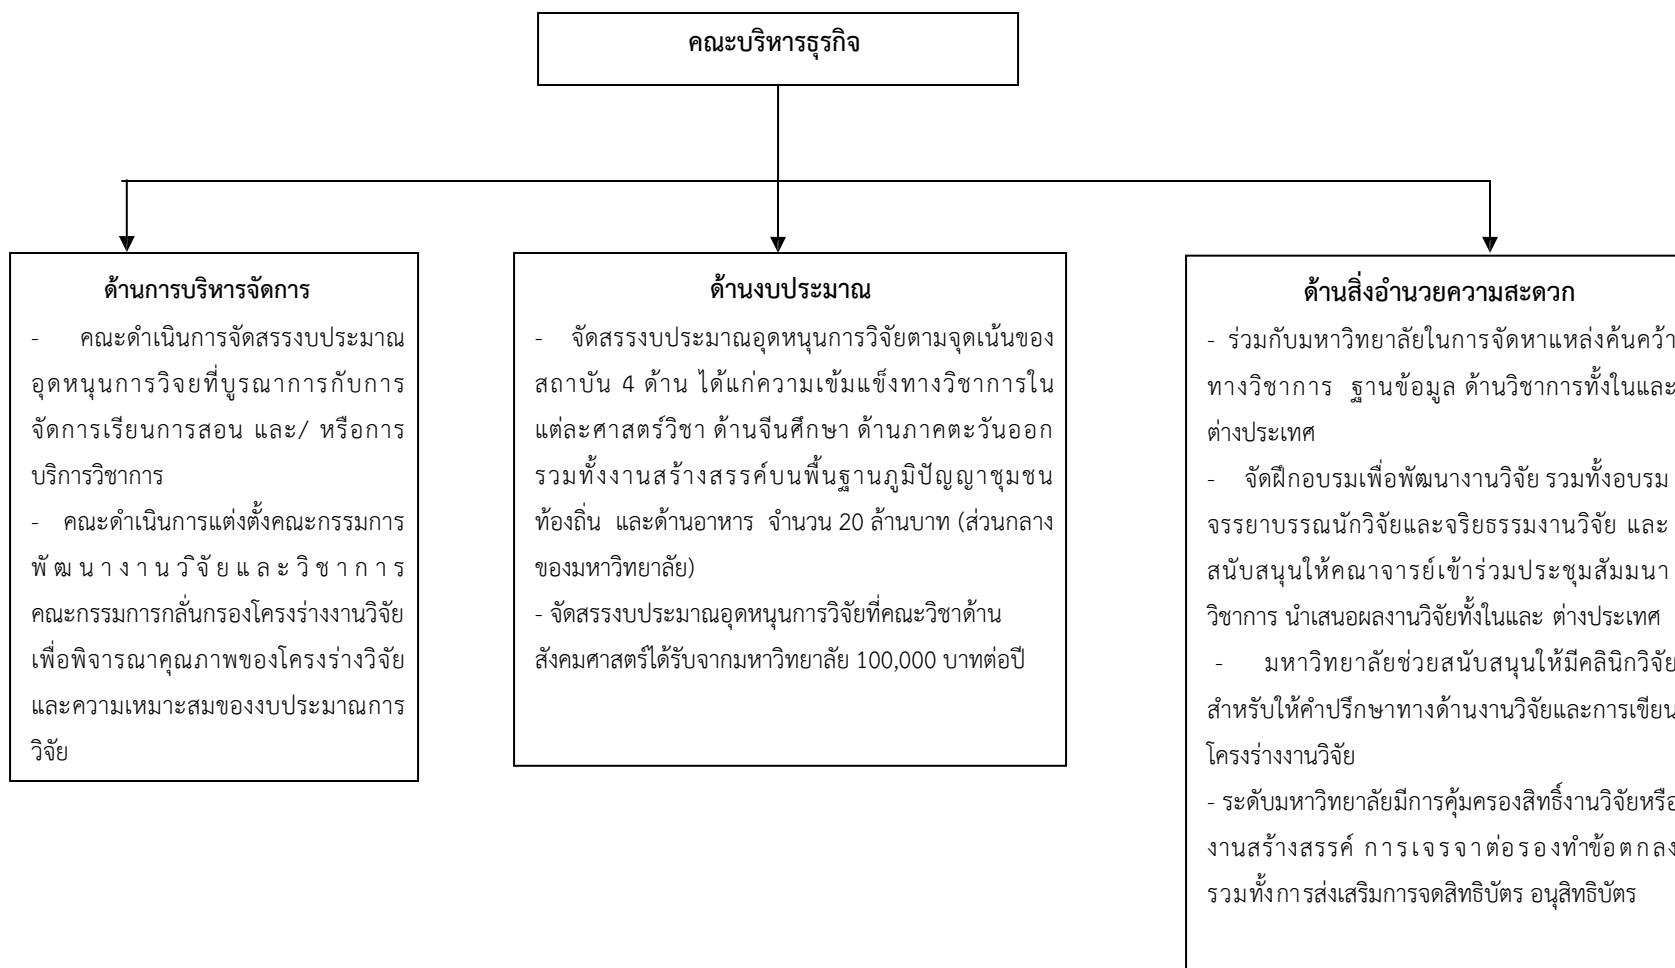 คณะบริหารธุรกิจ
ด้านการบริหารจัดการ
- คณะดำเนินการจัดสรรงบประมาณ
อุดหนุนการวิจยที่บูรณาการกับการ
จัดการเรียนการสอน และ/ หรือการ
บริการวิชาการ
- คณะดำเนินการแต่งตั้งคณะกรรมการ
พัฒนางานวิจัยและวิชาการ
คณะกรรมการกลั่นกรองโครงร่างงานวิจัย
เพื่อพิจารณาคุณภาพของโครงร่างวิจัย
และความเหมาะสมของงบประมาณการ
วิจัย
ด้านงบประมาณ
- จัดสรรงบประมาณอุดหนุนการวิจัยตามจุดเน้นของ
สถาบัน 4 ด้าน ได้แก่ความเข้มแข็งทางวิชาการใน
แต่ละศาสตร์วิชา ด้านจีนศึกษา ด้านภาคตะวันออก
รวมทั้งงานสร้างสรรค์บนพื้นฐานภูมิปัญญาชุมชน
ท้องถิ่น และด้านอาหาร จำนวน 20 ล้านบาท (ส่วนกลาง
ของมหาวิทยาลัย)
- จัดสรรงบประมาณอุดหนุนการวิจัยที่คณะวิชาด้าน
สังคมศาสตร์ได้รับจากมหาวิทยาลัย 100,000 บาทต่อปี
ด้านสิ่งอำนวยความสะดวก
- ร่วมกับมหาวิทยาลัยในการจัดหาแหล่งค้นคว้า
ทางวิชาการ ฐานข้อมูล ด้านวิชาการทั้งในและ
ต่างประเทศ
- จัดฝึกอบรมเพื่อพัฒนางานวิจัย รวมทั้งอบรม
จรรยาบรรณนักวิจัยและจริยธรรมงานวิจัย และ
สนับสนุนให้คณาจารย์เข้าร่วมประชุมสัมมนา
วิชาการ นำเสนอผลงานวิจัยทั้งในและ ต่างประเทศ
- มหาวิทยาลัยช่วยสนับสนุนให้มีคลินิกวิจัย
สำหรับให้คำปรึกษาทางด้านงานวิจัยและการเขียน
โครงร่างงานวิจัย
- ระดับมหาวิทยาลัยมีการคุ้มครองสิทธิ์งานวิจัยหรือ
งานสร้างสรรค์ การเจรจาต่อรองทำข้อตกลง
รวมทั้งการส่งเสริมการจดสิทธิบัตร อนุสิทธิบัตร